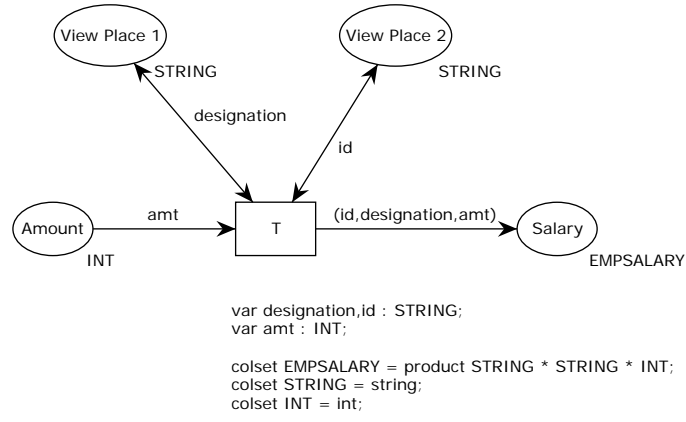 View Place 1
View Place 2
STRING
STRING
designation
id
amt
(id,designation,amt)
Amount
T
Salary
INT
EMPSALARY
var designation,id : STRING;
var amt : INT;
colset EMPSALARY = product STRING * STRING * INT;
colset STRING = string;
colset INT = int;